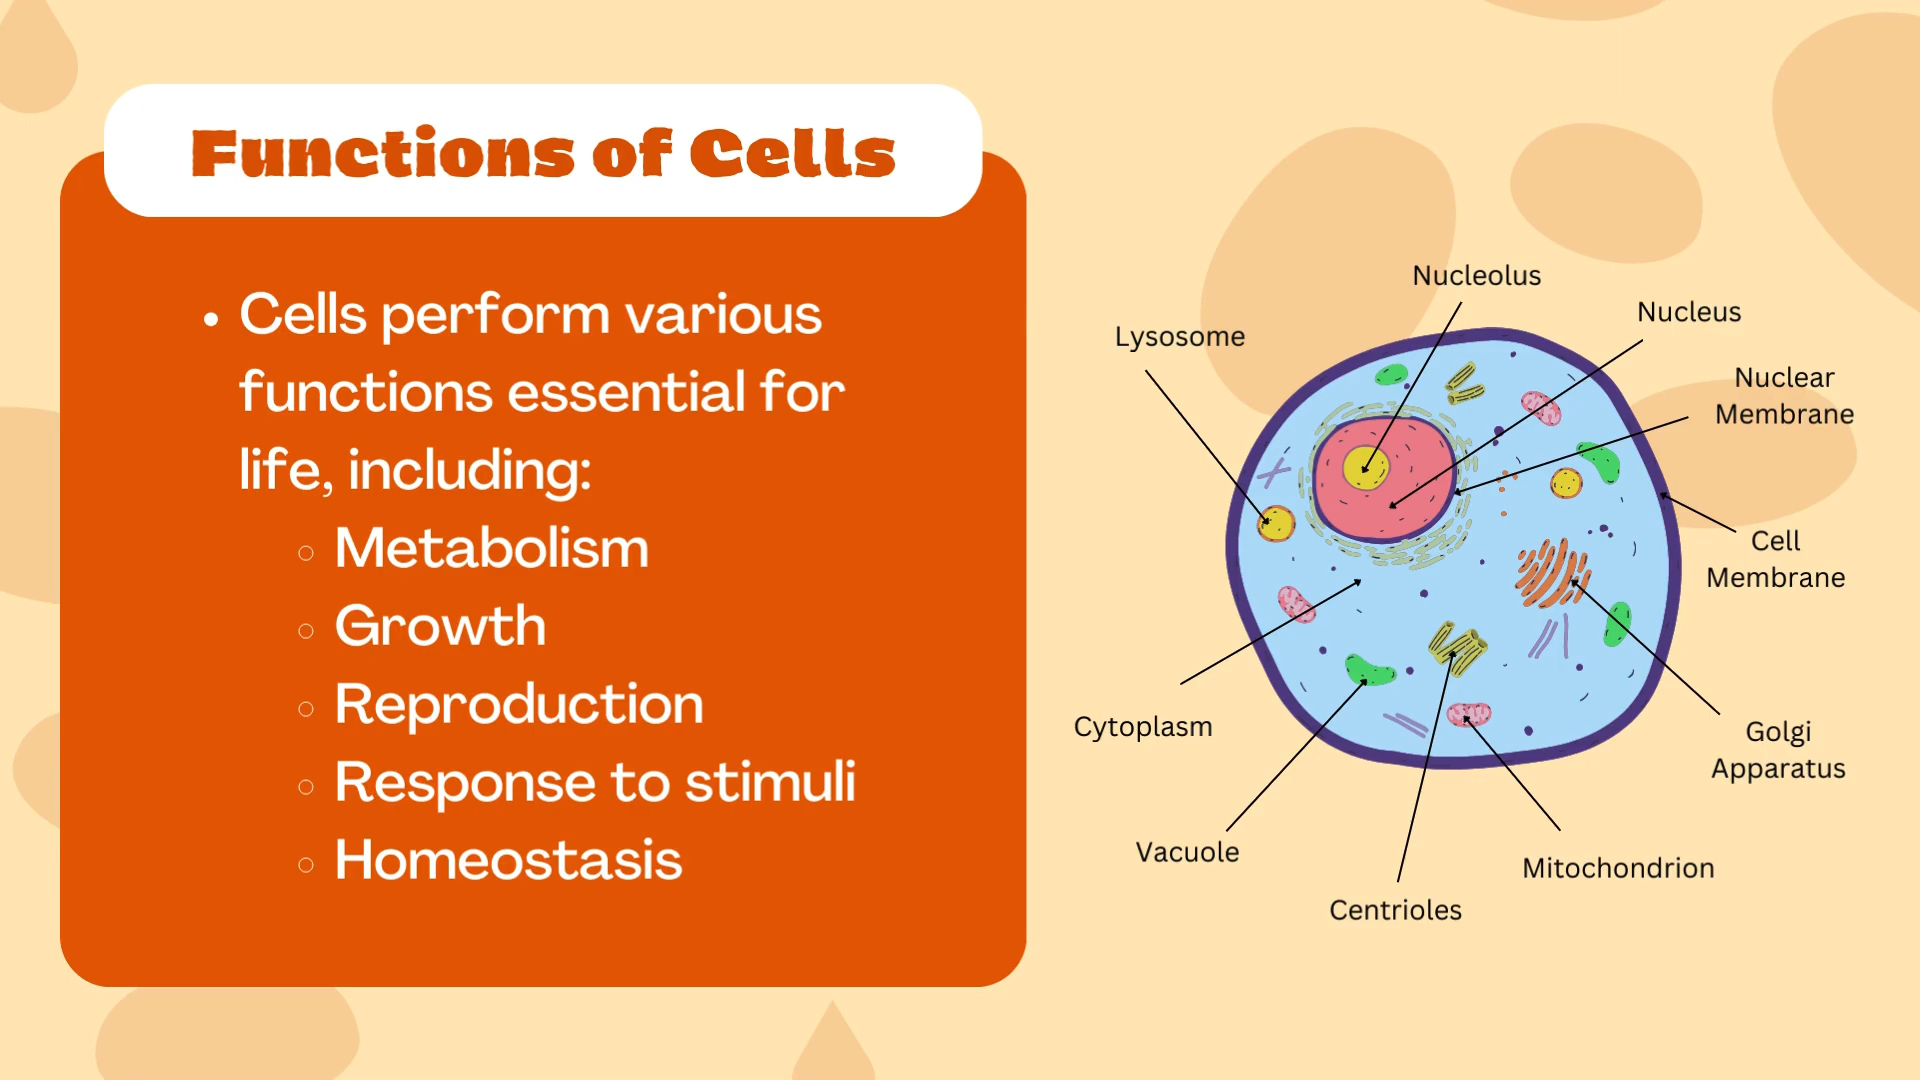 Functions of Cells
• Cells perform various
functions essential for
life, including:
○ Metabolism
○ Growth
○ Reproduction
○ Response to stimuli
○ Homeostasis
Nucleolus
Nucleus
Lysosome
Nuclear
Membrane
Cell
Membrane
Cytoplasm
Golgi
Apparatus
Vacuole
Mitochondrion
Centrioles